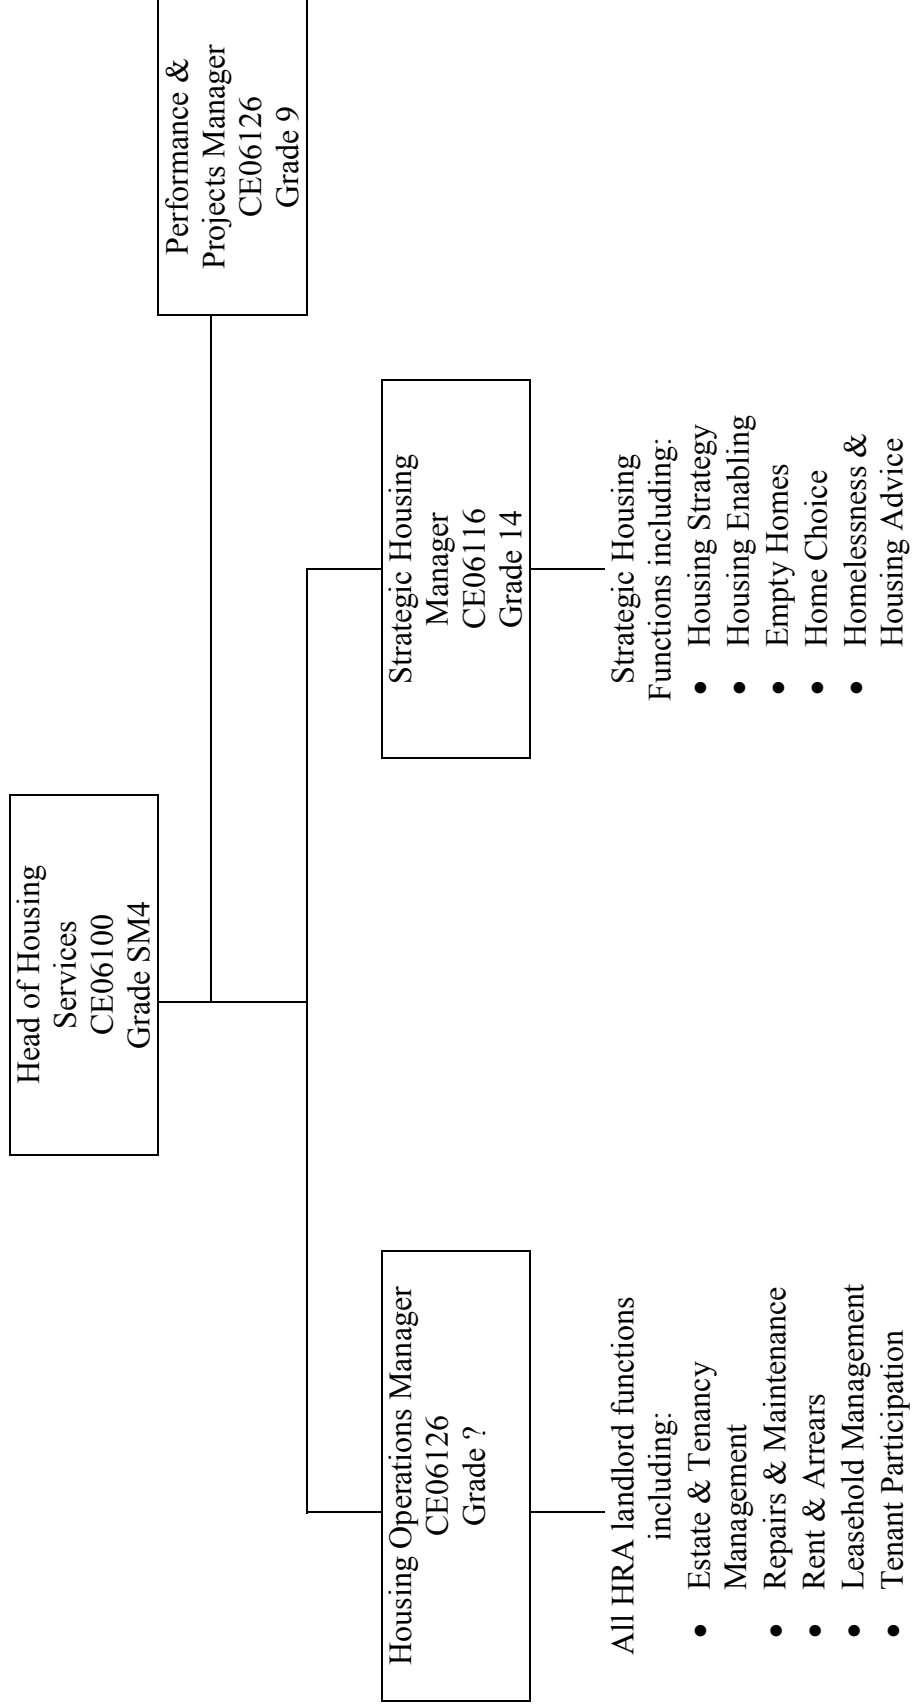 Head of Housing
Services
CE06100
Grade SM4
Performance &
Projects Manager
CE06126
Grade 9
Housing Operations Manager
CE06126
Grade ?
Strategic Housing
Manager
CE06116
Grade 14
All HRA landlord functions
including:
• Estate & Tenancy
Management
• Repairs & Maintenance
• Rent & Arrears
• Leasehold Management
• Tenant Participation
Strategic Housing
Functions including:
• Housing Strategy
• Housing Enabling
• Empty Homes
• Home Choice
• Homelessness &
Housing Advice